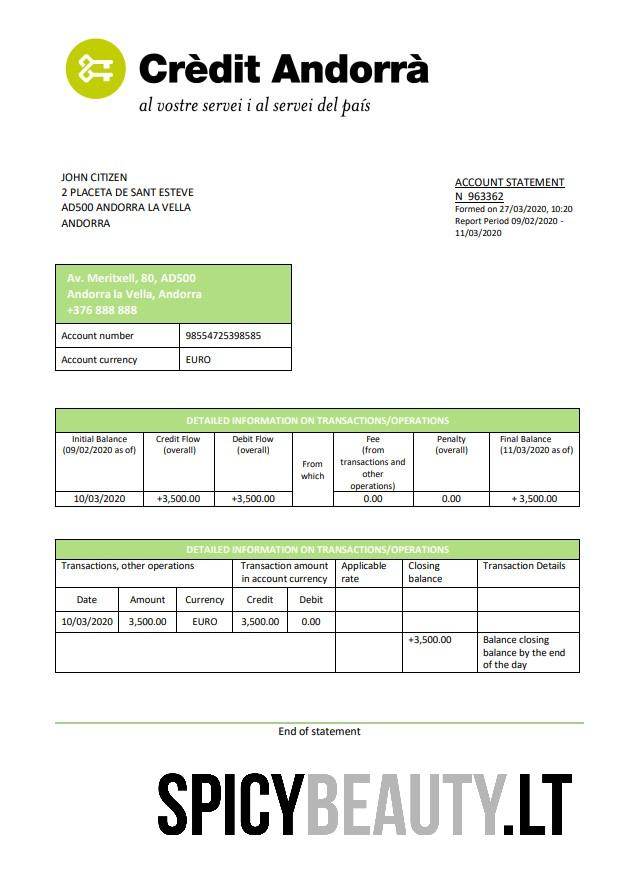 Crèdit Andorrà
al vostre servei i al servei del país
JOHN CITIZEN
2 PLACETA DE SANT ESTEVE
AD500 ANDORRA LA VELLA
ANDORRA
ACCOUNT STATEMENT
N 963362
Formed on 27/03/2020, 10:20
Report Period 09/02/2020 -
11/03/2020
Av. Meritxell, 80, AD500
Andorra la Vella, Andorra
+376 888 888
Account number 98554725398585
Account currency EURO
DETAILED INFORMATION ON TRANSACTIONS/OPERATIONS
Initial Balance
(09/02/2020 as of)
Credit Flow
(overall)
Debit Flow
(overall)
From
which
Fee
(from
transactions and
other
operations)
Penalty
(overall)
Final Balance
(11/03/2020 as of)
10/03/2020 +3,500.00 +3,500.00 0.00 0.00 + 3,500.00
DETAILED INFORMATION ON TRANSACTIONS/OPERATIONS
Transactions, other operations
Transaction amount
in account currency
Applicable
rate
Closing
balance
Transaction Details
Date Amount Currency Credit Debit
10/03/2020 3,500.00 EURO 3,500.00 0.00
+3,500.00
Balance closing
balance by the end
of the day
End of statement
SPICYBEAUTY.LT